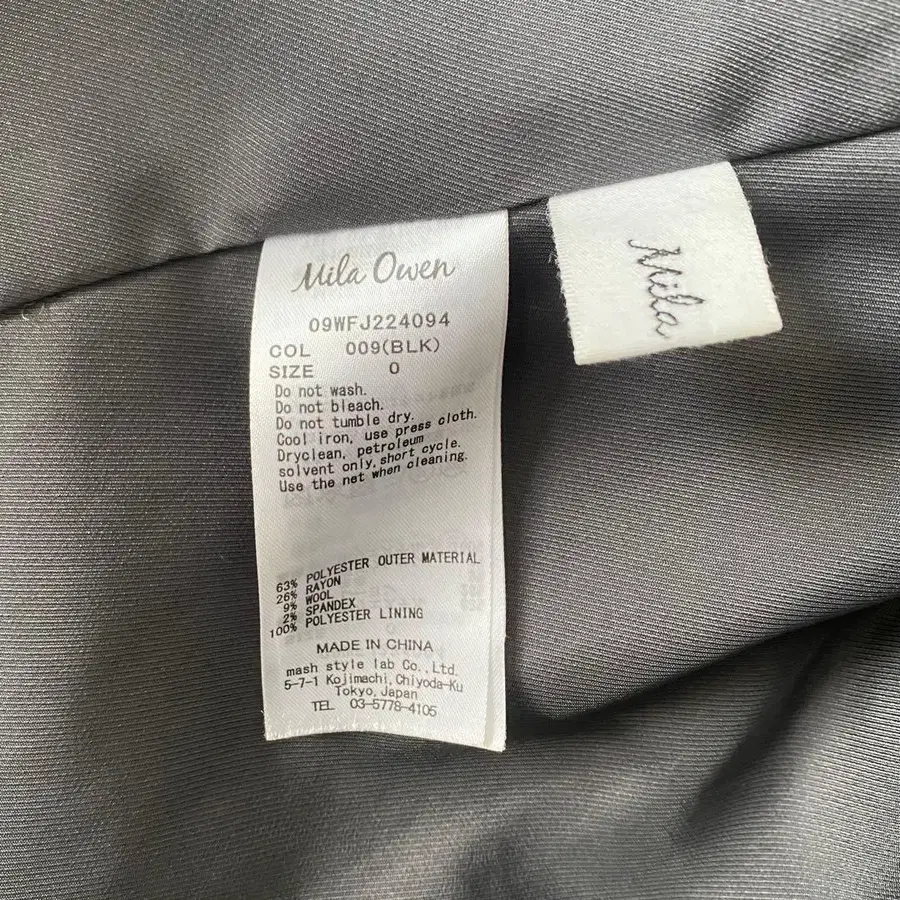 Mila Owen
09WFJ224094
COL 009(BLK)
SIZE 0
Do not wash.
Do not bleach.
Do not tumble dry.
Cool iron, use press cloth.
Dryclean, petroleum
solvent only, short cycle.
Use the net when cleaning.
63% POLYESTER OUTER MATERIAL
26% RAYON
9% WOOL
2% SPANDEX
100% POLYESTER LINING
MADE IN CHINA
mash style lab Co., Ltd.
5-7-1 Kojimachi, Chiyoda-Ku
Tokyo, Japan
TEL 03-5778-4105
Mila